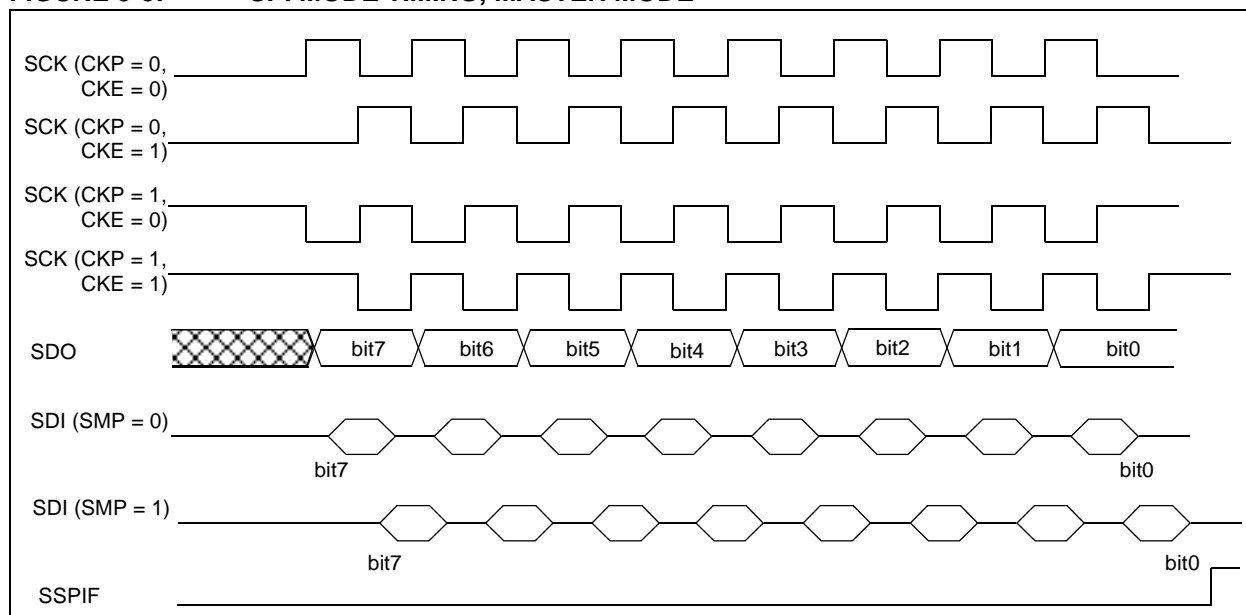 SCK (CKP = 0,
CKE = 0)
SCK (CKP = 0,
CKE = 1)
SCK (CKP = 1,
CKE = 0)
SCK (CKP = 1,
CKE = 1)
SDO bit7 bit6 bit5 bit4 bit3 bit2 bit1 bit0
SDI (SMP = 0)
bit7 bit0
SDI (SMP = 1)
bit7 bit0
SSPIF